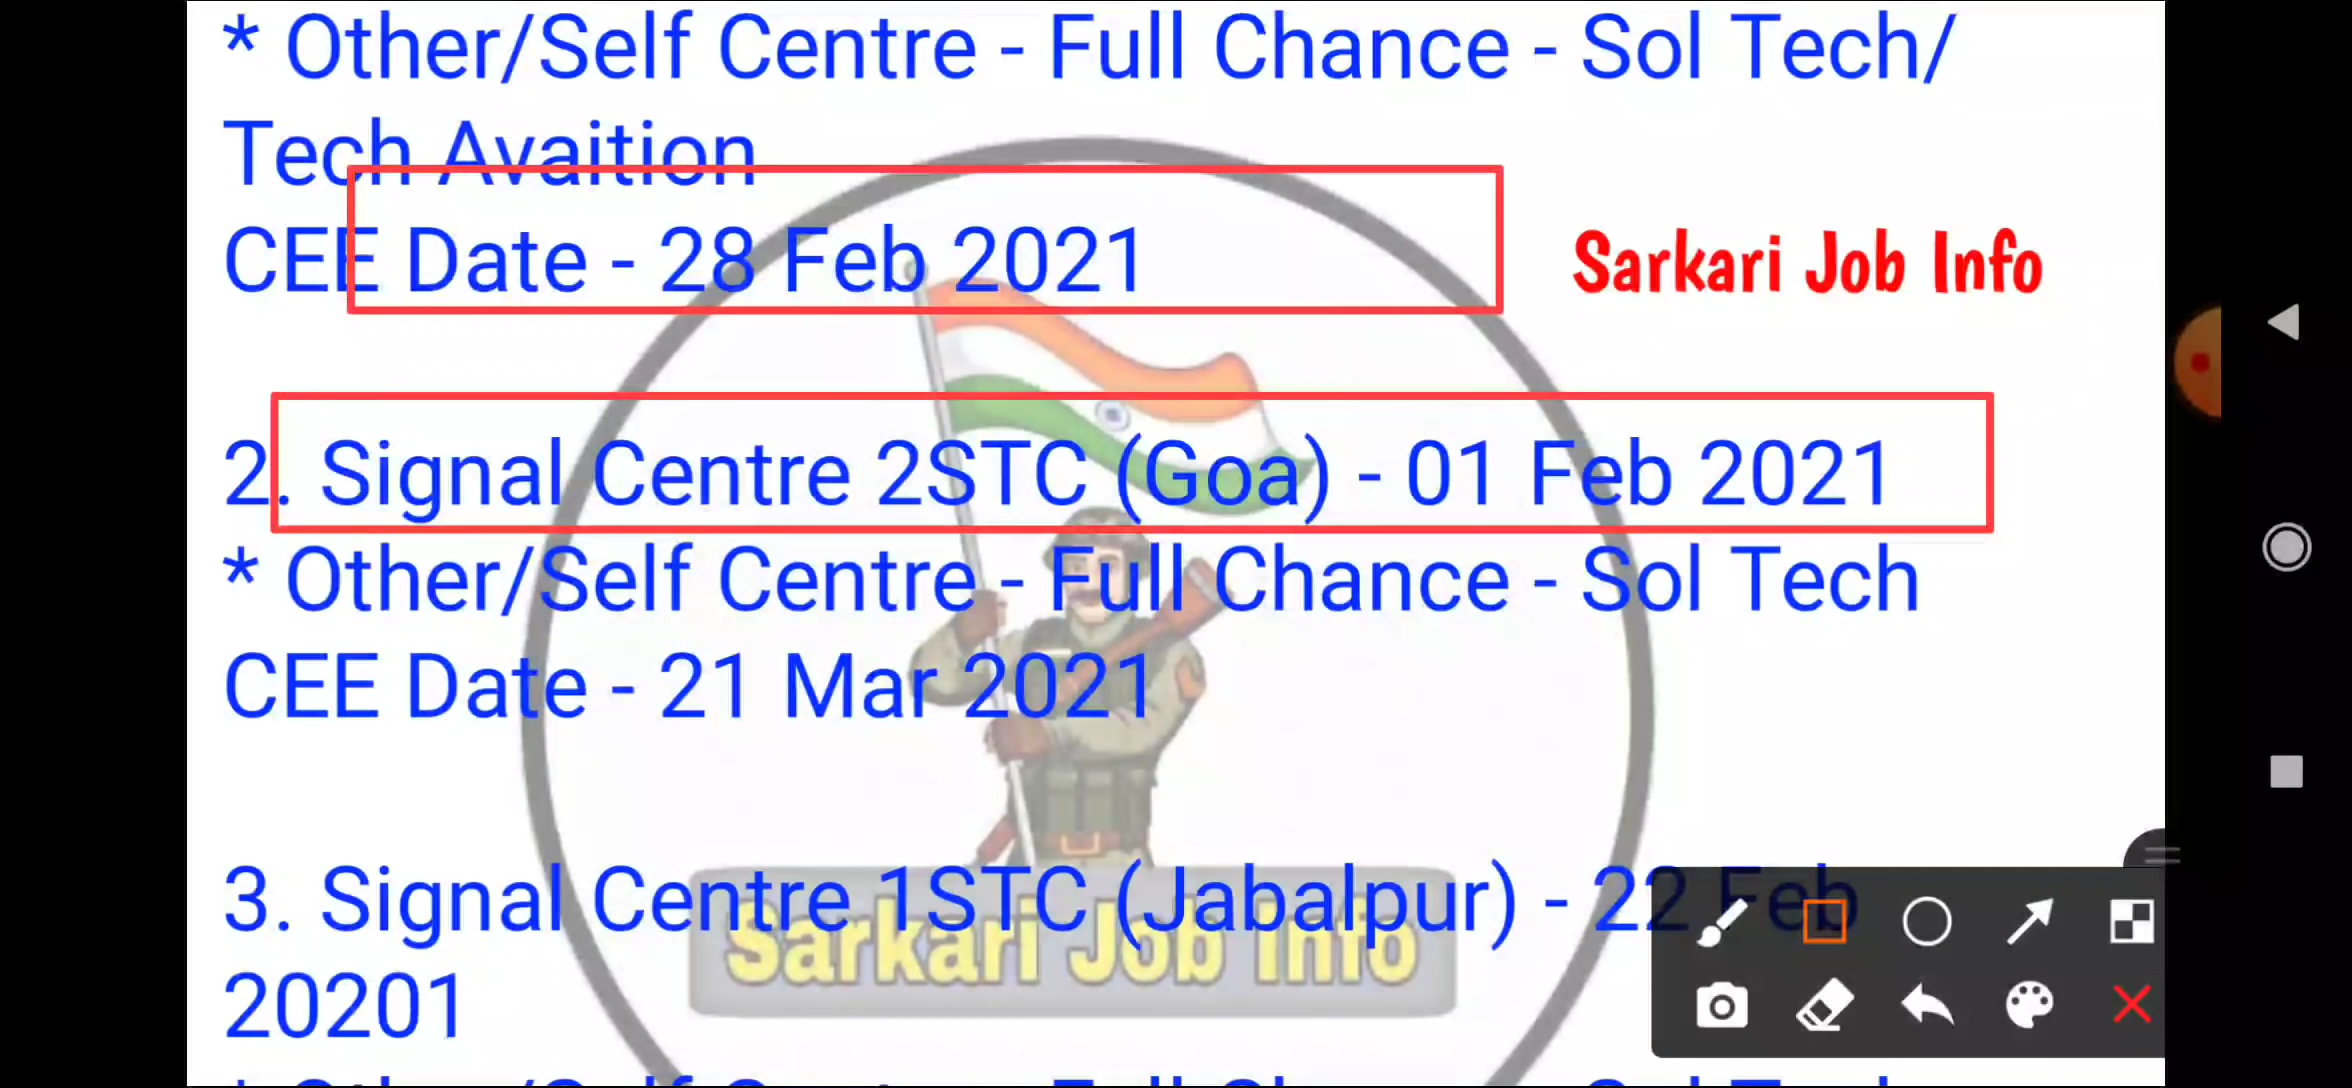 * Other/Self Centre - Full Chance - Sol Tech/
Tech Avaition
CEE Date - 28 Feb 2021
Sarkari Job Info
2. Signal Centre 2STC (Goa) - 01 Feb 2021
* Other/Self Centre - Full Chance - Sol Tech
CEE Date - 21 Mar 2021
3. Signal Centre 1STC (Jabalpur) - 22 Feb
Sarkari Job Info
20201